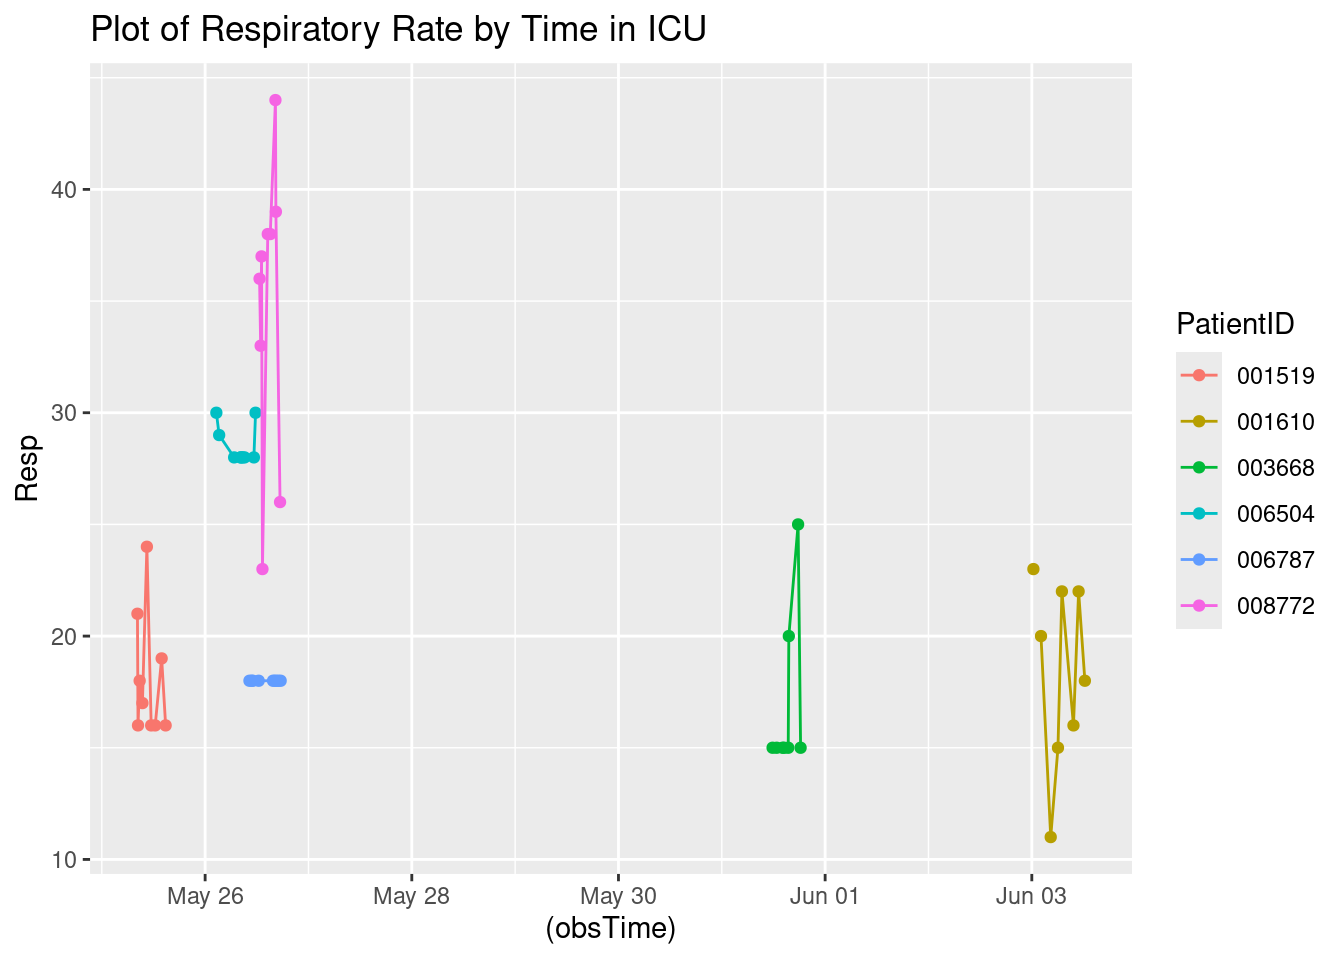 Plot of Respiratory Rate by Time in ICU
Resp
40
30
20
10
May 26
May 28
May 30
Jun 01
Jun 03
(obsTime)
PatientID
001519
001610
003668
006504
006787
008772